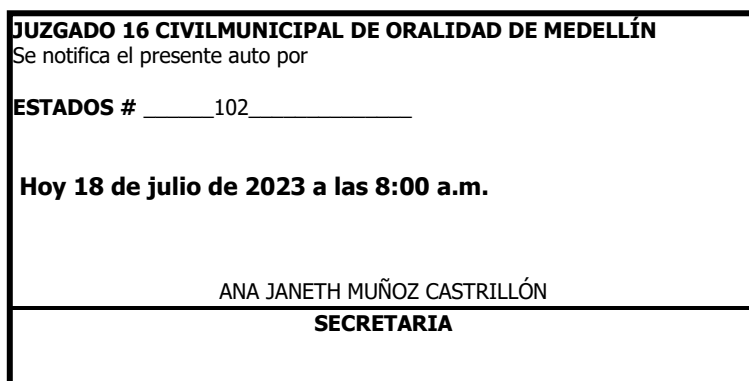 JUZGADO 16 CIVILMUNICIPAL DE ORALIDAD DE MEDELLÍN
Se notifica el presente auto por
ESTADOS # ______102______________
Hoy 18 de julio de 2023 a las 8:00 a.m.
ANA JANETH MUÑOZ CASTRILLÓN
SECRETARIA